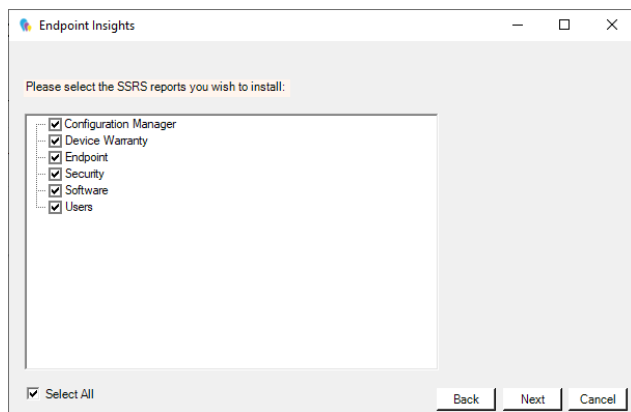 Endpoint Insights
Please select the SSRS reports you wish to install:
Configuration Manager
Device Warranty
Endpoint
Security
Software
Users
Select All
Back Next Cancel